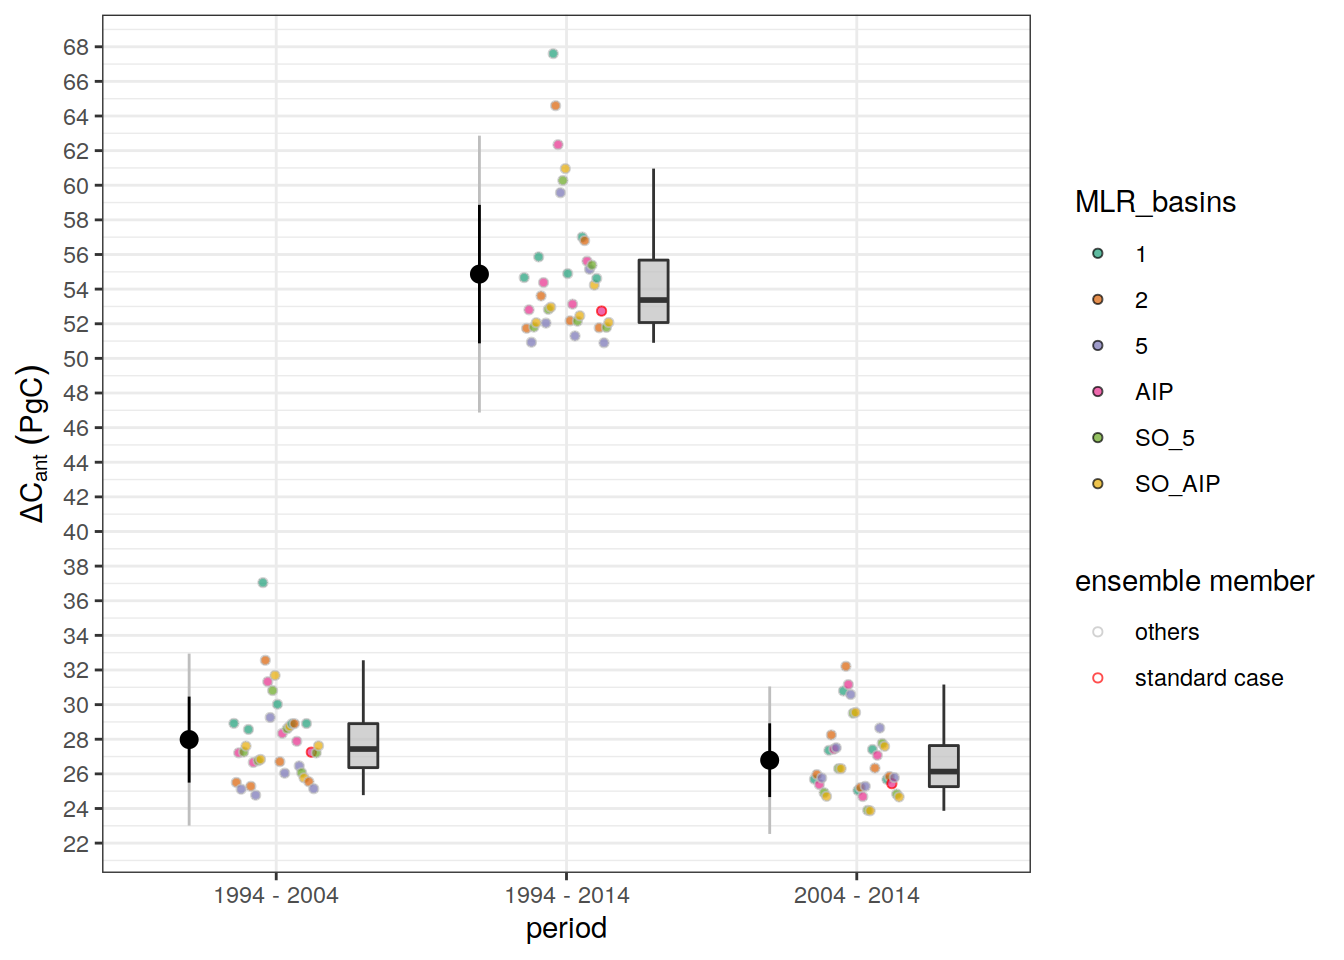 68
66
64
62
60
58
56
54
52
50
48
46
44
42
40
38
36
34
32
30
28
26
24
22
ΔCant (PgC)
1994 - 2004
1994 - 2014
2004 - 2014
period
MLR_basins
1
2
5
AIP
SO_5
SO_AIP
ensemble member
others
standard case